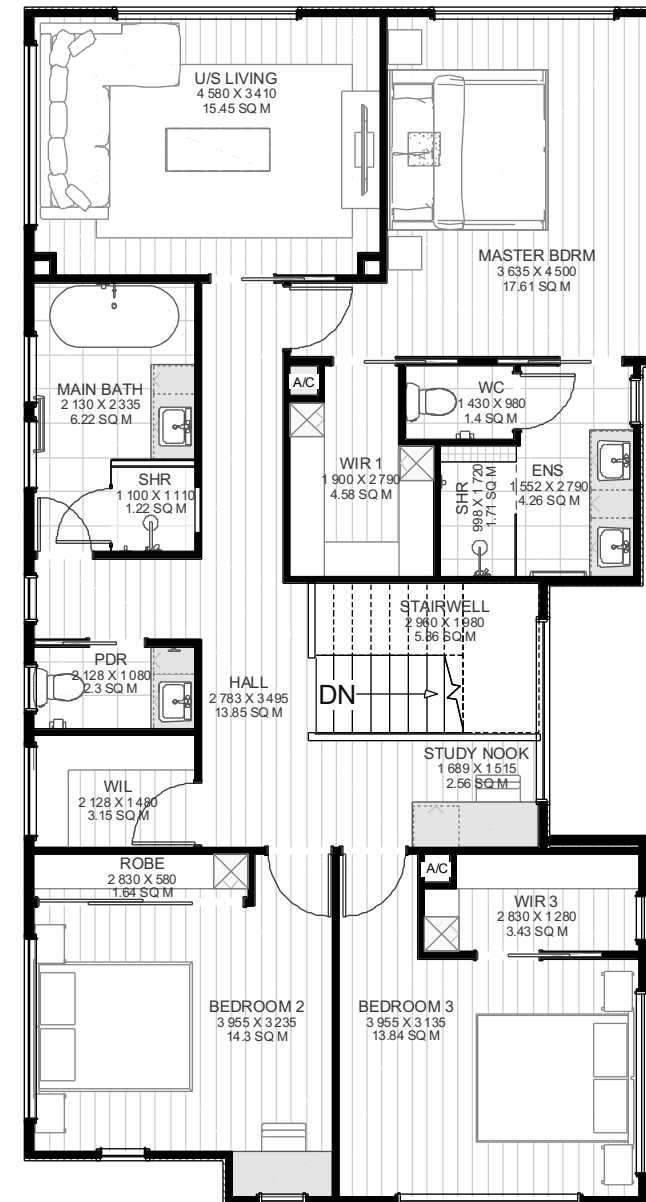 U/S LIVING
4 580 X 3 410
15.45 SQ M
MASTER BDRM
3 635 X 4 500
17.61 SQ M
MAIN BATH
2 130 X 2 335
6.22 SQ M
A/C
WC
1 430 X 980
1.4 SQ M
WIR 1
1 900 X 2 790
4.58 SQ M
SHR
998 X 1 720
1.71 SQ M
ENS
1 552 X 2 790
4.26 SQ M
SHR
1 100 X 1 110
1.22 SQ M
STAIRWELL
2 960 X 1 980
5.86 SQ M
PDR
2 128 X 1 080
2.3 SQ M
HALL
2 783 X 3 495
13.85 SQ M
DN
STUDY NOOK
1 689 X 1 515
2.56 SQ M
WIL
2 128 X 1 480
3.15 SQ M
ROBE
2 830 X 580
1.64 SQ M
A/C
WIR 3
2 830 X 1 280
3.43 SQ M
BEDROOM 2
3 955 X 3 235
14.3 SQ M
BEDROOM 3
3 955 X 3 135
13.84 SQ M